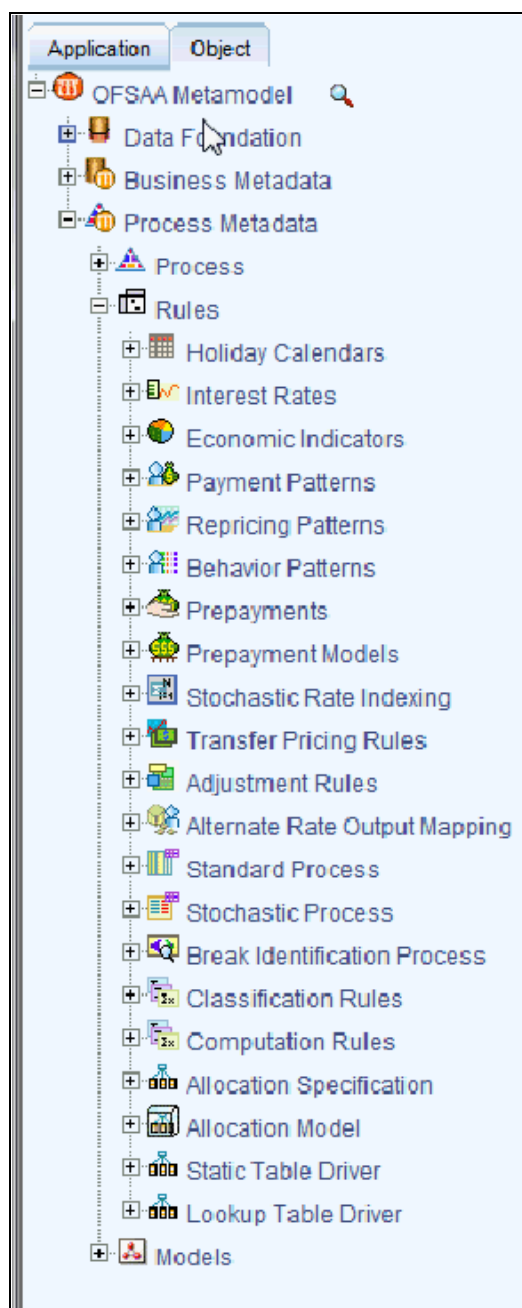 Application Object
OFSAA Metamodel
Data Foundation
Business Metadata
Process Metadata
Process
Rules
Holiday Calendars
Interest Rates
Economic Indicators
Payment Patterns
Repricing Patterns
Behavior Patterns
Prepayments
Prepayment Models
Stochastic Rate Indexing
Transfer Pricing Rules
Adjustment Rules
Alternate Rate Output Mapping
Standard Process
Stochastic Process
Break Identification Process
Classification Rules
Computation Rules
Allocation Specification
Allocation Model
Static Table Driver
Lookup Table Driver
Models